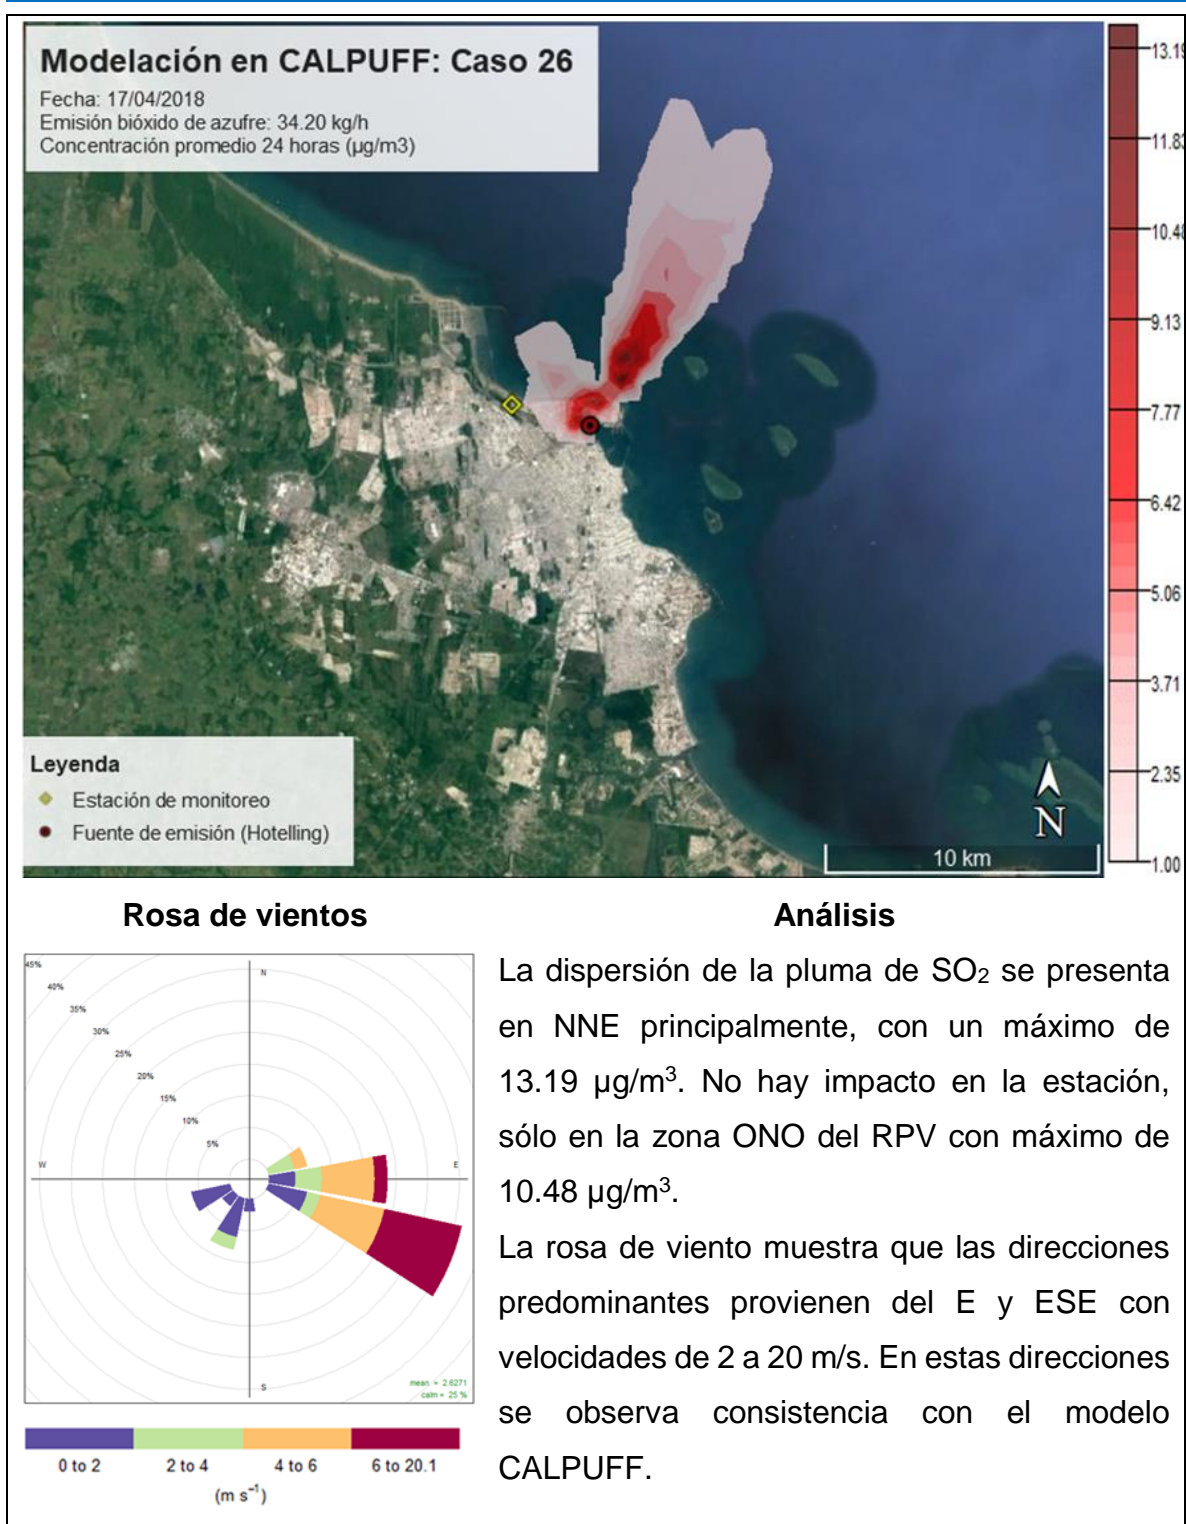 Modelación en CALPUFF: Caso 26
Fecha: 17/04/2018
Emisión bióxido de azufre: 34.20 kg/h
Concentración promedio 24 horas (µg/m3)
13.19
11.83
10.48
9.13
7.77
6.42
5.06
3.71
2.35
1.00
Leyenda
Estación de monitoreo
Fuente de emisión (Hotelling)
N
10 km
Rosa de vientos
45%
40%
35%
30%
25%
20%
15%
10%
5%
N
W
E
S
mean = 2.6271
calm = 25 %
0 to 2
2 to 4
4 to 6
6 to 20.1
(m s⁻¹)
Análisis
La dispersión de la pluma de SO₂ se presenta
en NNE principalmente, con un máximo de
13.19 µg/m³. No hay impacto en la estación,
sólo en la zona ONO del RPV con máximo de
10.48 µg/m³.
La rosa de viento muestra que las direcciones
predominantes provienen del E y ESE con
velocidades de 2 a 20 m/s. En estas direcciones
se observa consistencia con el modelo
CALPUFF.